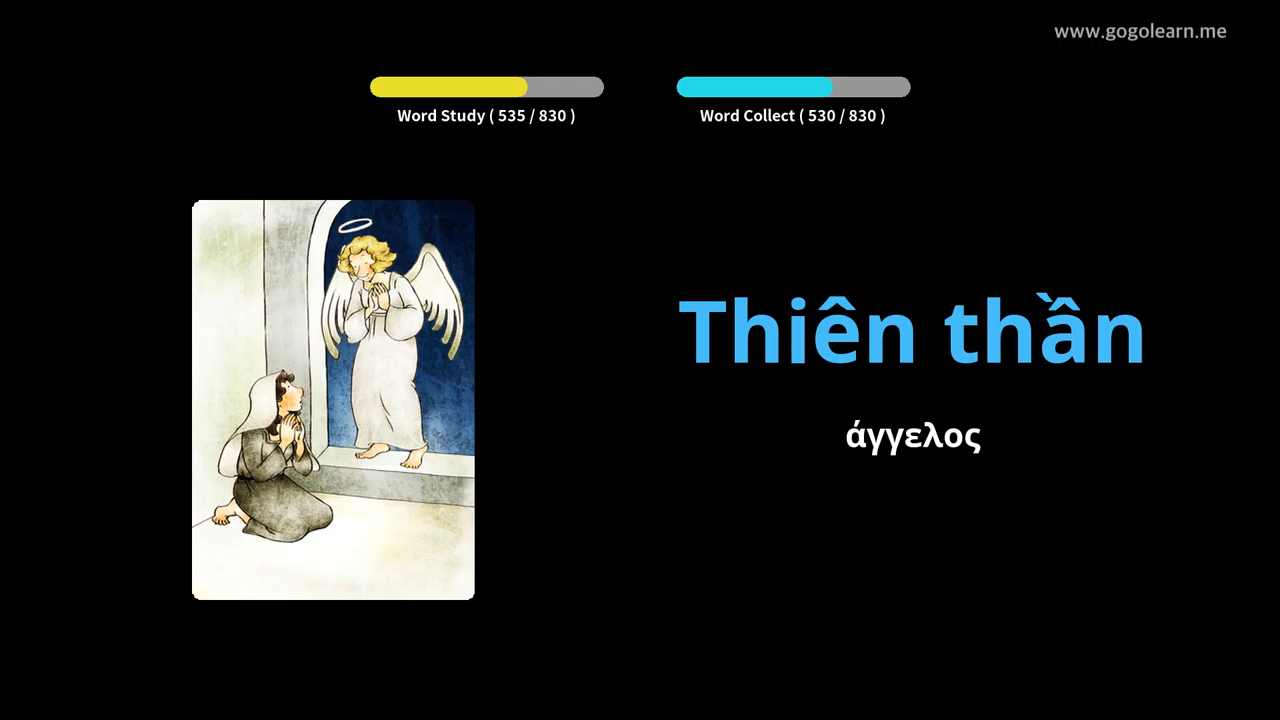 www.gogolearn.me
Word Study ( 535 / 830 )
Word Collect ( 530 / 830 )
Thiên thần
άγγελος